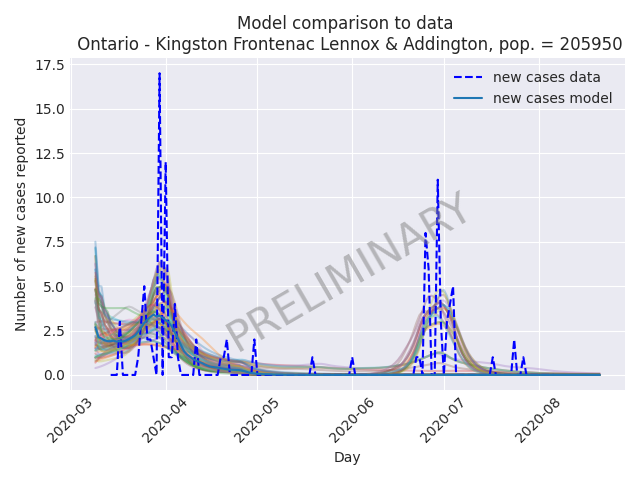 Model comparison to data
Ontario - Kingston Frontenac Lennox & Addington, pop. = 205950
17.5
15.0
12.5
10.0
7.5
5.0
2.5
0.0
Number of new cases reported
new cases data
new cases model
PRELIMINARY
2020-03
2020-04
2020-05
2020-06
2020-07
2020-08
Day